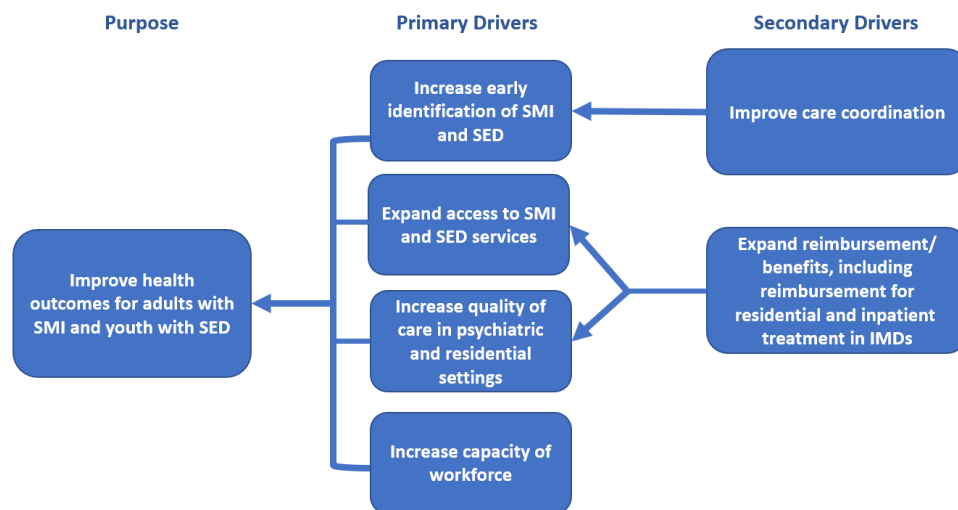 Purpose
Primary Drivers
Secondary Drivers
Increase early
identification of SMI
and SED
Improve care coordination
Expand access to SMI
and SED services
Improve health
outcomes for adults with
SMI and youth with SED
Expand reimbursement/
benefits, including
reimbursement for
residential and inpatient
treatment in IMDs
Increase quality of
care in psychiatric
and residential
settings
Increase capacity of
workforce